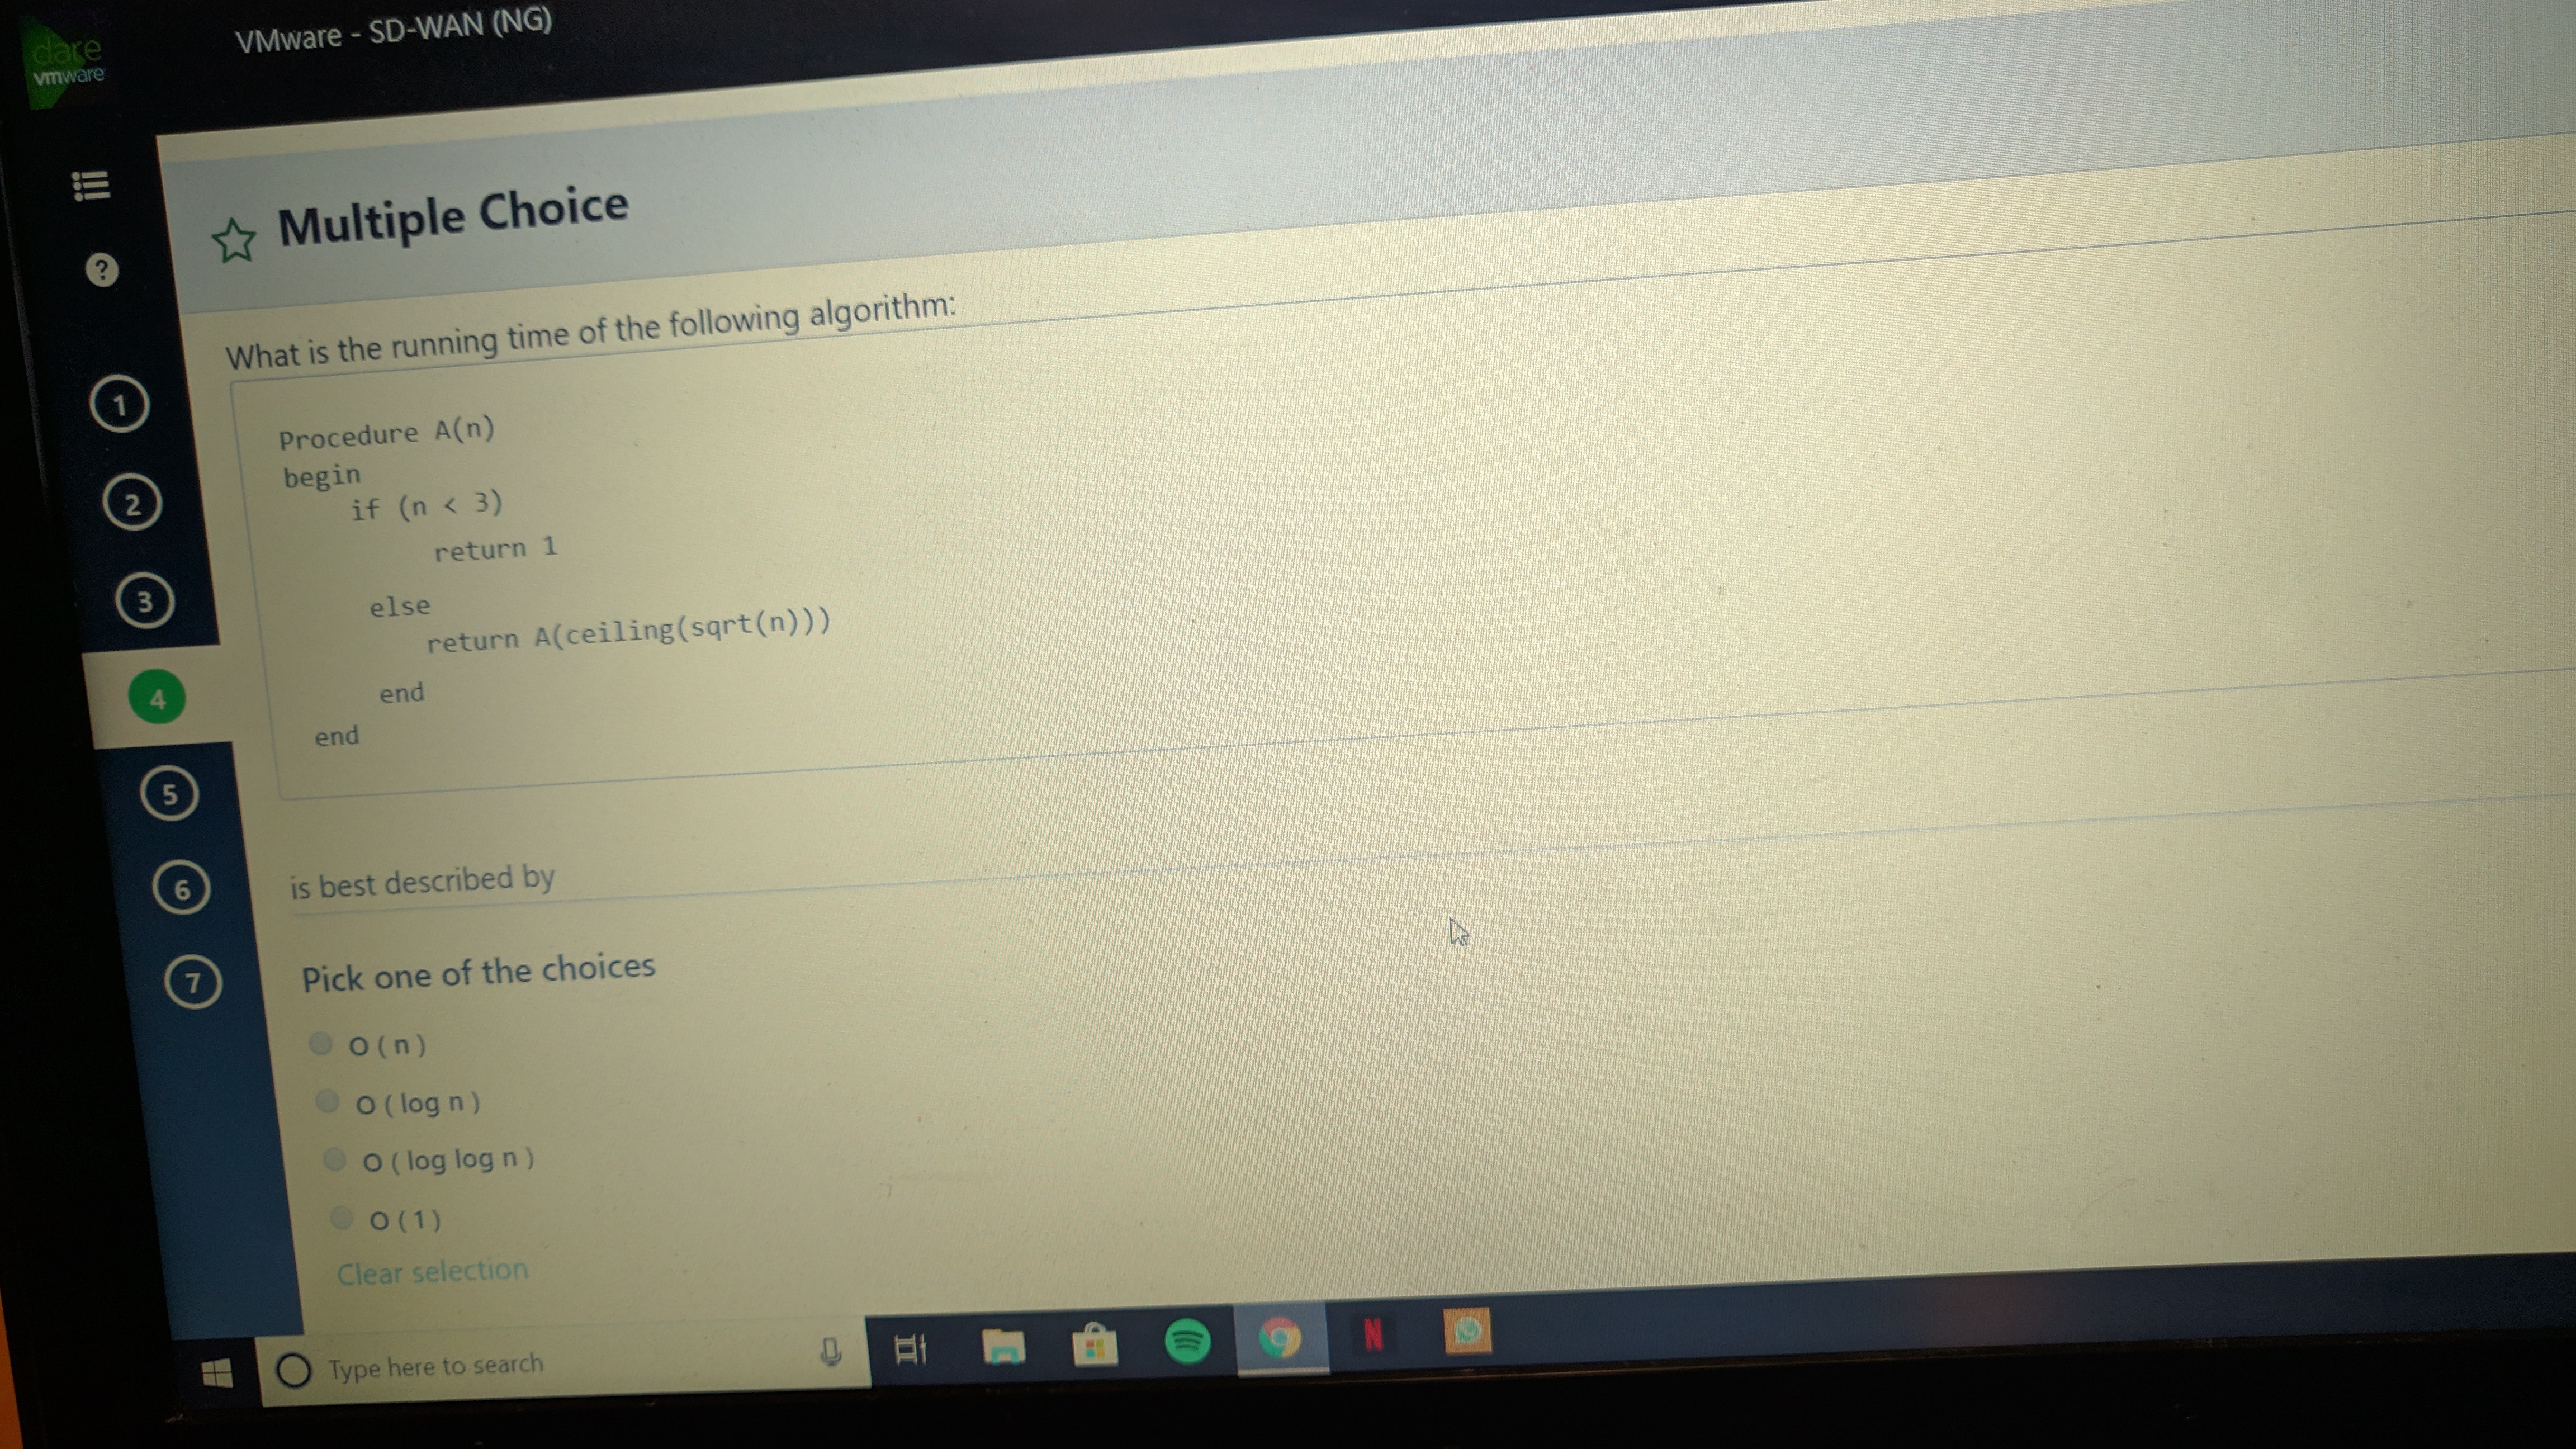 dare
vmware
VMware - SD-WAN (NG)
Multiple Choice
?
What is the running time of the following algorithm:
1
2
3
4
5
6
7
Procedure A(n)
begin
if (n < 3)
return 1
else
return A(ceiling(sqrt(n)))
end
end
is best described by
Pick one of the choices
O ( n )
O ( log n )
O ( log log n )
O ( 1 )
Clear selection
Type here to search
N